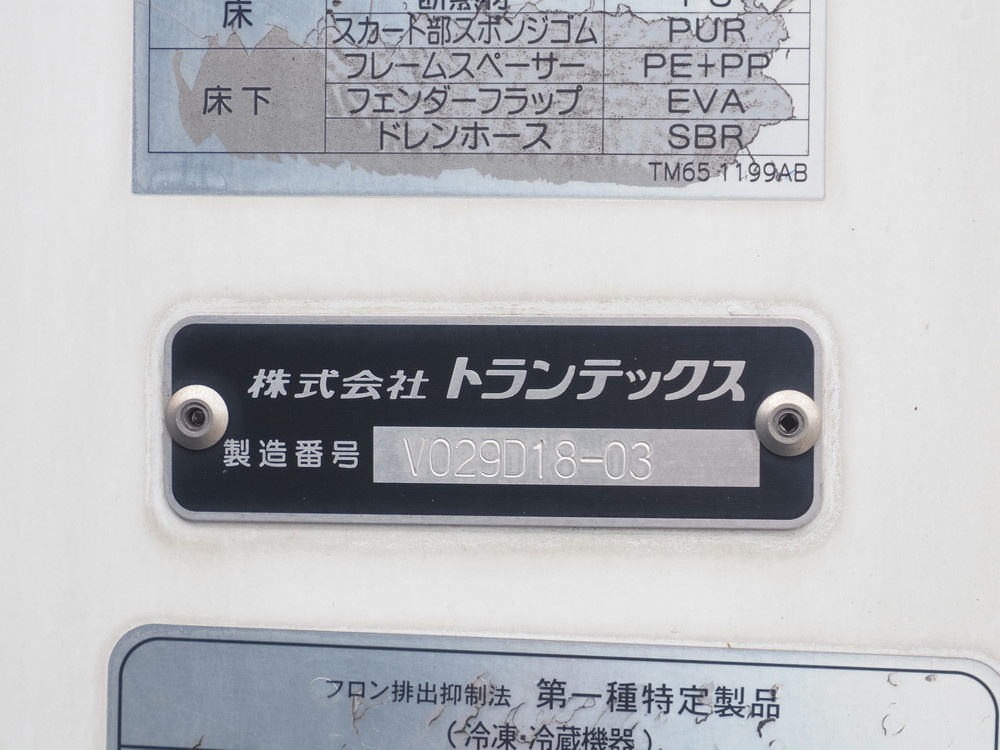 床 断熱材 PU
スカート部スポンジゴム PUR
床下 フレームスペーサー PE+PP
フェンダーフラップ EVA
ドレンホース SBR
TM65 1199AB
株式会社 トランテックス
製造番号 V029D18-03
フロン排出抑制法 第一種特定製品
(冷凍・冷蔵機器)